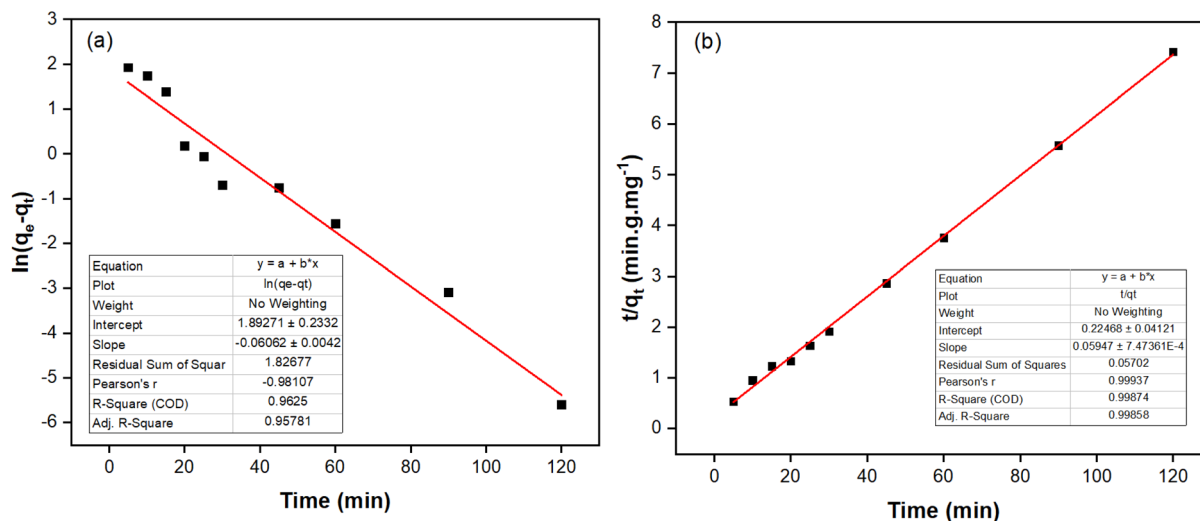 (a)
3
2
1
0
-1
-2
-3
-4
-5
-6
ln(qe-qt)
Equation y = a + b*x
Plot ln(qe-qt)
Weight No Weighting
Intercept 1.89271 ± 0.2332
Slope -0.06062 ± 0.0042
Residual Sum of Squar 1.82677
Pearson's r -0.98107
R-Square (COD) 0.9625
Adj. R-Square 0.95781
0 20 40 60 80 100 120
Time (min)
(b)
8
7
6
5
4
3
2
1
0
t/qt (min.g.mg-1)
Equation y = a + b*x
Plot t/qt
Weight No Weighting
Intercept 0.22468 ± 0.04121
Slope 0.05947 ± 7.47361E-4
Residual Sum of Squares 0.05702
Pearson's r 0.99937
R-Square (COD) 0.99874
Adj. R-Square 0.99858
0 20 40 60 80 100 120
Time (min)